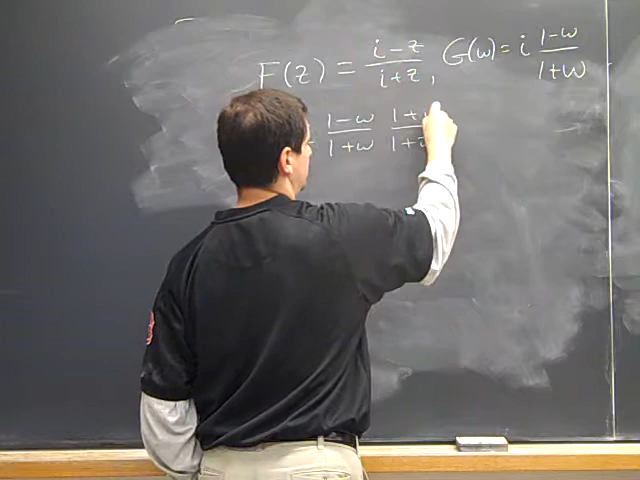 F(z) = (i-z)/(i+z), G(w) = i (1-w)/(1+w)
(1-w)/(1+w) 1+ /1+